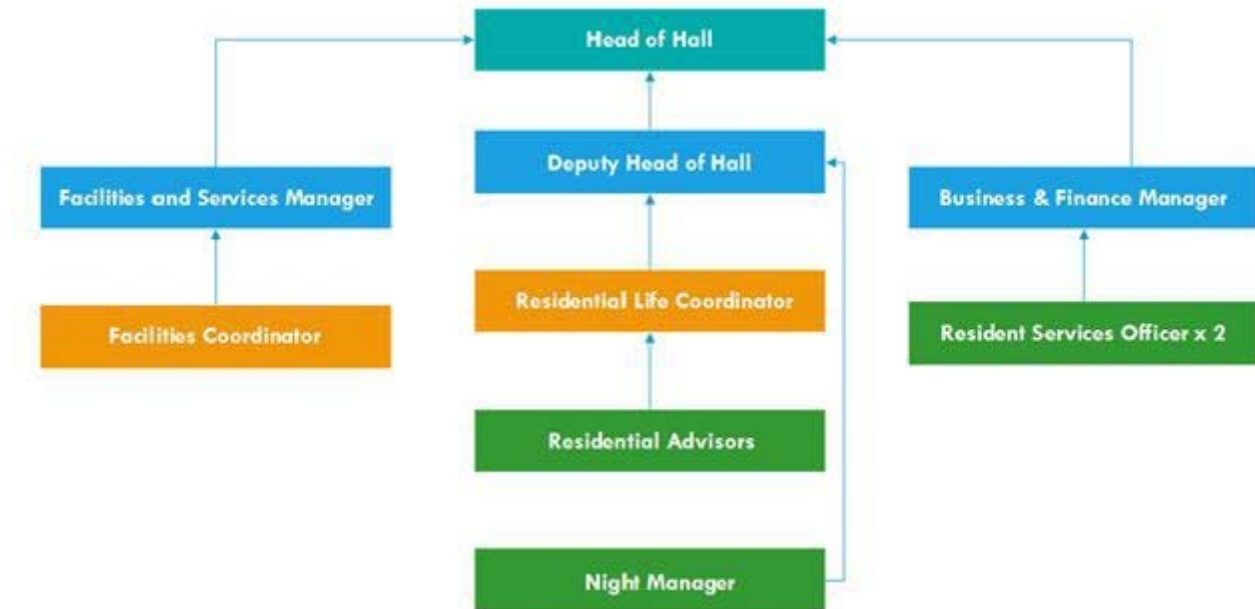 Head of Hall
Deputy Head of Hall
Facilities and Services Manager
Business & Finance Manager
Residential Life Coordinator
Facilities Coordinator
Resident Services Officer x 2
Residential Advisors
Night Manager